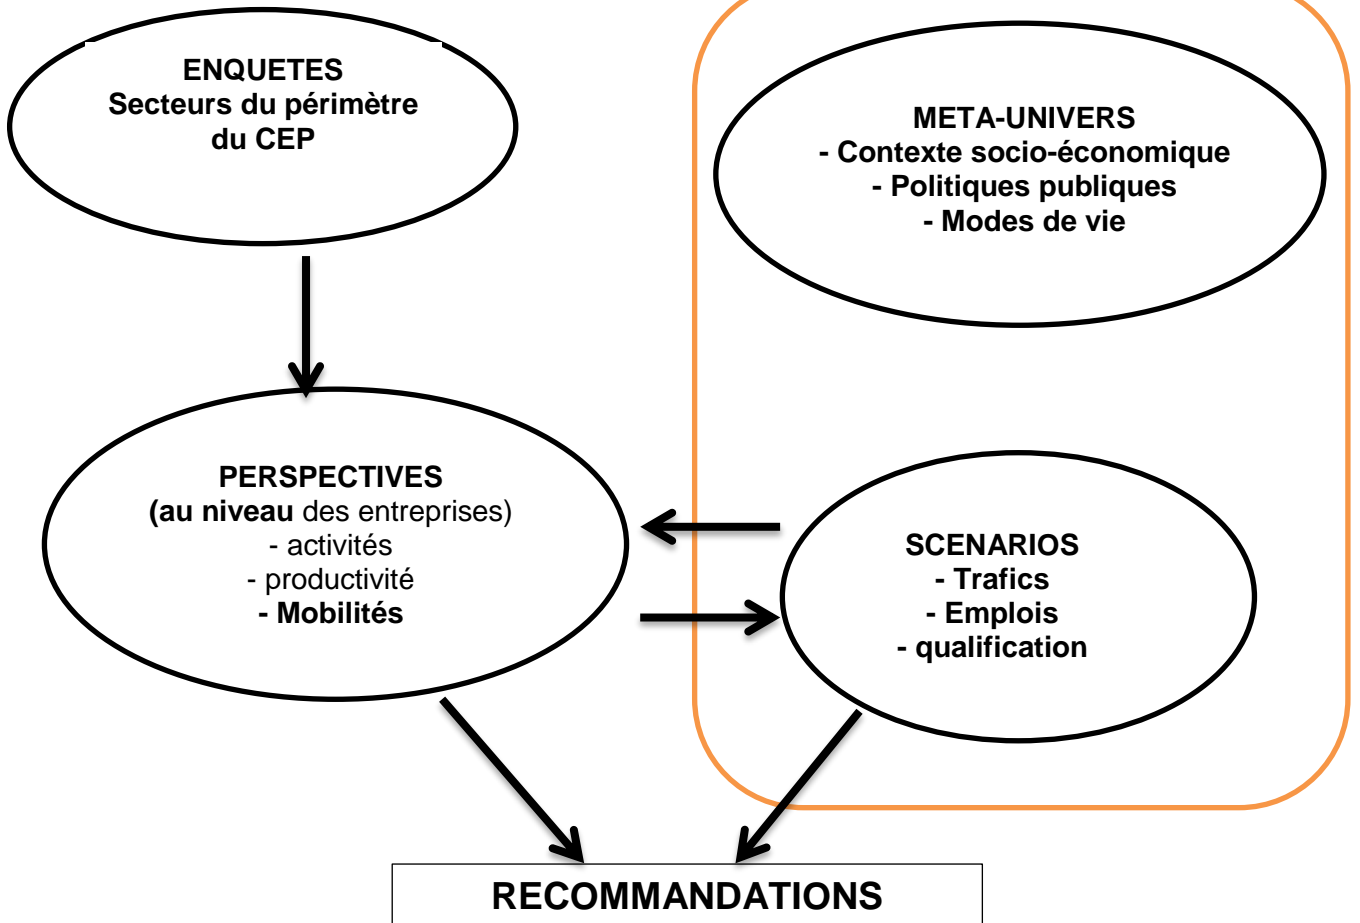 ENQUETES
Secteurs du périmètre
du CEP
META-UNIVERS
- Contexte socio-économique
- Politiques publiques
- Modes de vie
PERSPECTIVES
(au niveau des entreprises)
- activités
- productivité
- Mobilités
SCENARIOS
- Trafics
- Emplois
- qualification
RECOMMANDATIONS